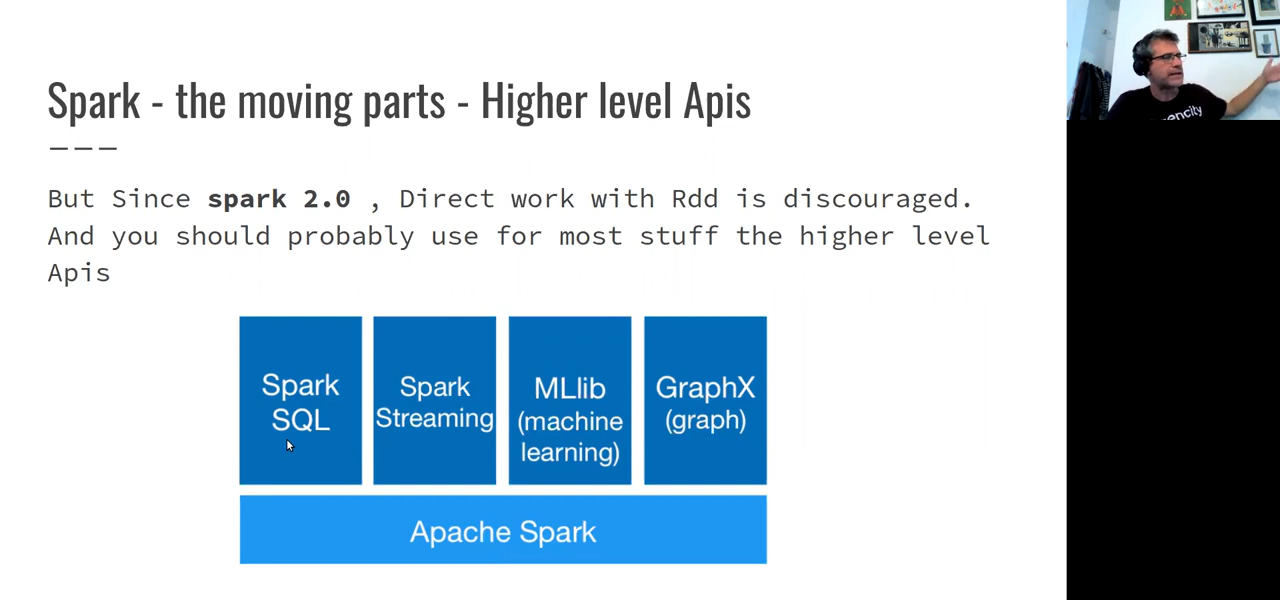 Spark - the moving parts - Higher level Apis
But Since spark 2.0 , Direct work with Rdd is discouraged.
And you should probably use for most stuff the higher level
Apis
Spark
SQL
Spark
Streaming
MLlib
(machine
learning)
GraphX
(graph)
Apache Spark